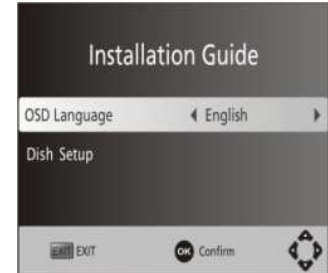 Installation Guide
OSD Language English
Dish Setup
EXIT EXIT OK Confirm